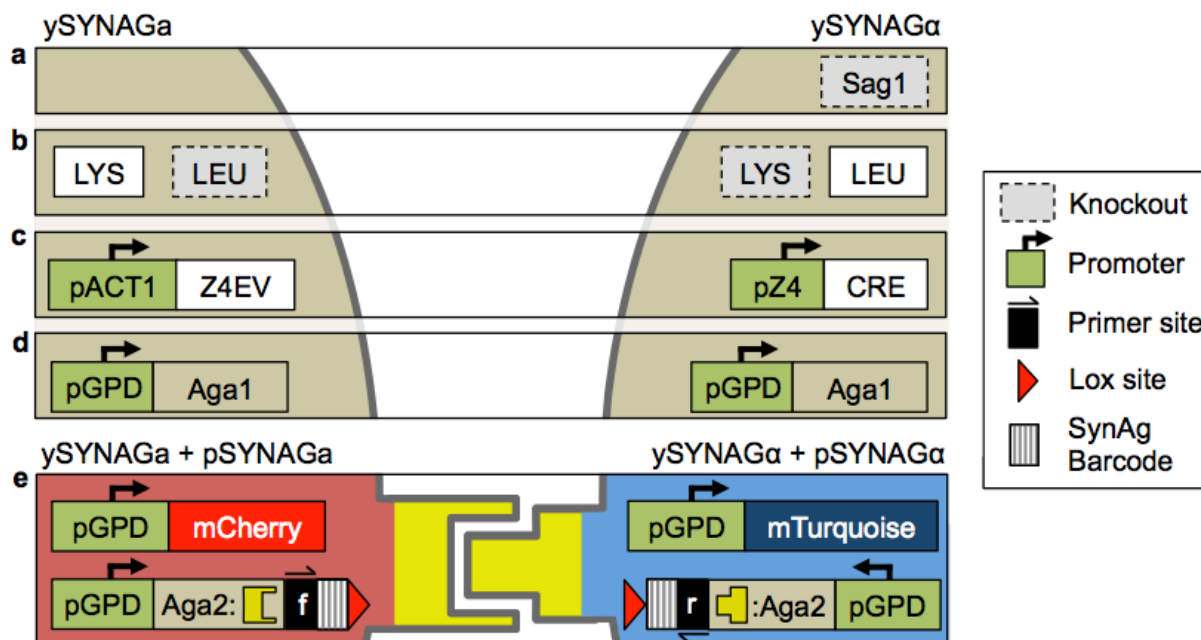 ySYNAGa ySYNAGα
a Sag1
b LYS LEU LYS LEU
c pACT1 Z4EV pZ4 CRE
d pGPD Aga1 pGPD Aga1
ySYNAGa + pSYNAGa ySYNAGα + pSYNAGα
e pGPD mCherry pGPD mTurquoise
pGPD Aga2: f r :Aga2 pGPD
Knockout
Promoter
Primer site
Lox site
SynAg
Barcode